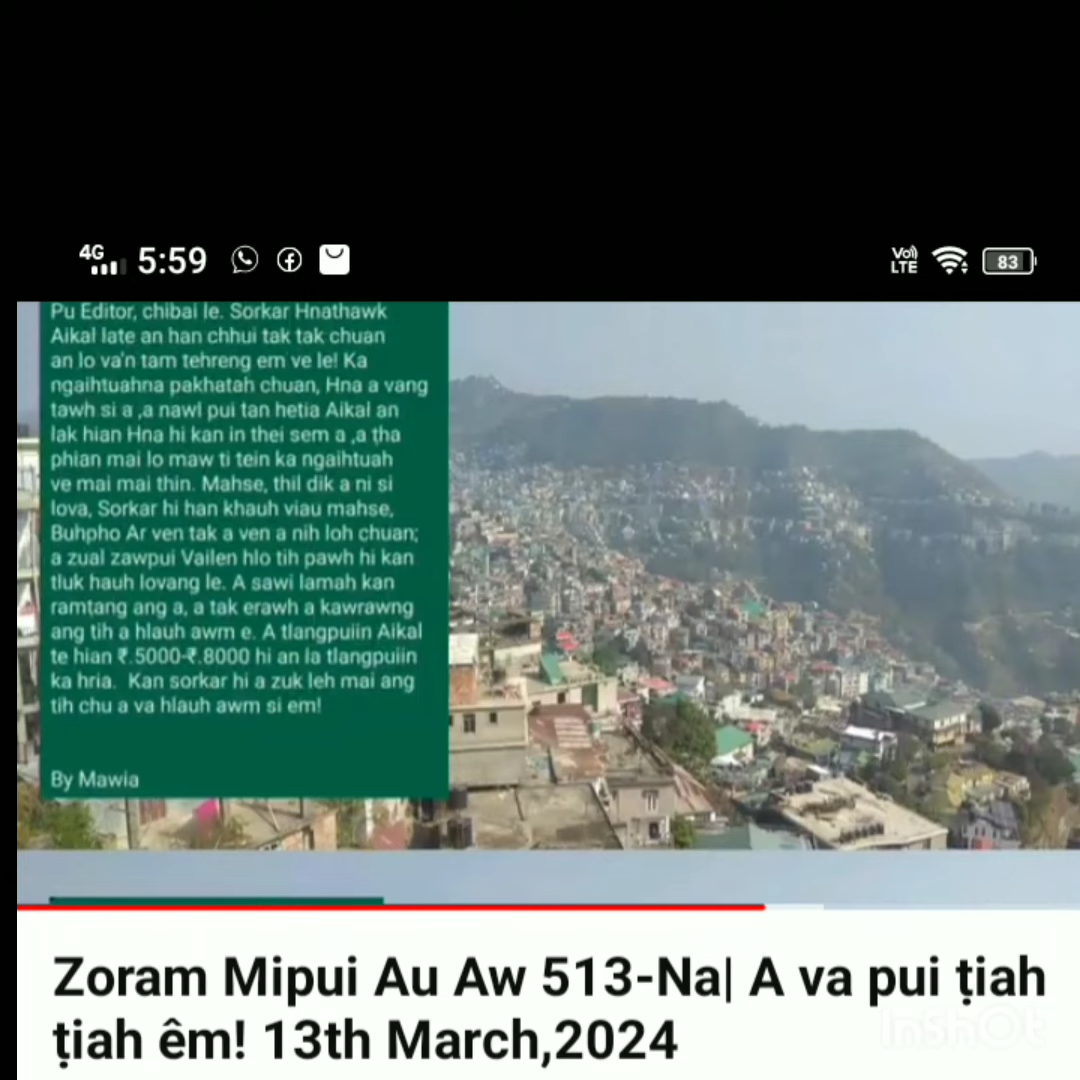 4G 5:59 Vo)) LTE 83
Pu Editor, chibai le. Sorkar Hnathawk
Aikal late an han chhui tak tak chuan
an lo va'n tam tehreng em ve le! Ka
ngaihtuahna pakhatah chuan, Hna a vang
tawh si a ,a nawl pui tan hetia Aikal an
lak hian Hna hi kan in thei sem a ,a ṭha
phian mai lo maw ti tein ka ngaihtuah
ve mai mai thin. Mahse, thil dik a ni si
lova, Sorkar hi han khauh viau mahse,
Buhpho Ar ven tak a ven a nih loh chuan;
a zual zawpui Vailen hlo tih pawh hi kan
tluk hauh lovang le. A sawi lamah kan
ramtang ang a, a tak erawh a kawrawng
ang tih a hlauh awm e. A tlangpuiin Aikal
te hian ₹.5000-₹.8000 hi an la tlangpuiin
ka hria. Kan sorkar hi a zuk leh mai ang
tih chu a va hlauh awm si em!
By Mawia
Zoram Mipui Au Aw 513-Na| A va pui ṭiah
ṭiah êm! 13th March,2024
InShOt